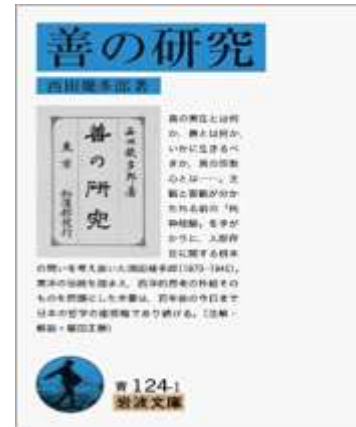 善の研究
西田幾多郎著
西田幾多郎著
善の研究
東京 弘道館発行
真の実在とは何
か、善とは何か、
いかに生きるべ
きか、真の宗教
心とは――。主
観と客観が分か
たれる前の「純
粋経験」を手が
かりに、人間存
在に関する根本
の問いを考え抜いた西田幾多郎(1870-1945)。
東洋の伝統を踏まえ、西洋的思考の枠組その
ものを問題にした本書は、百年後の今日まで
日本の哲学の座標軸であり続ける。(注解・
解説=藤田正勝)
青 124-1
岩波文庫